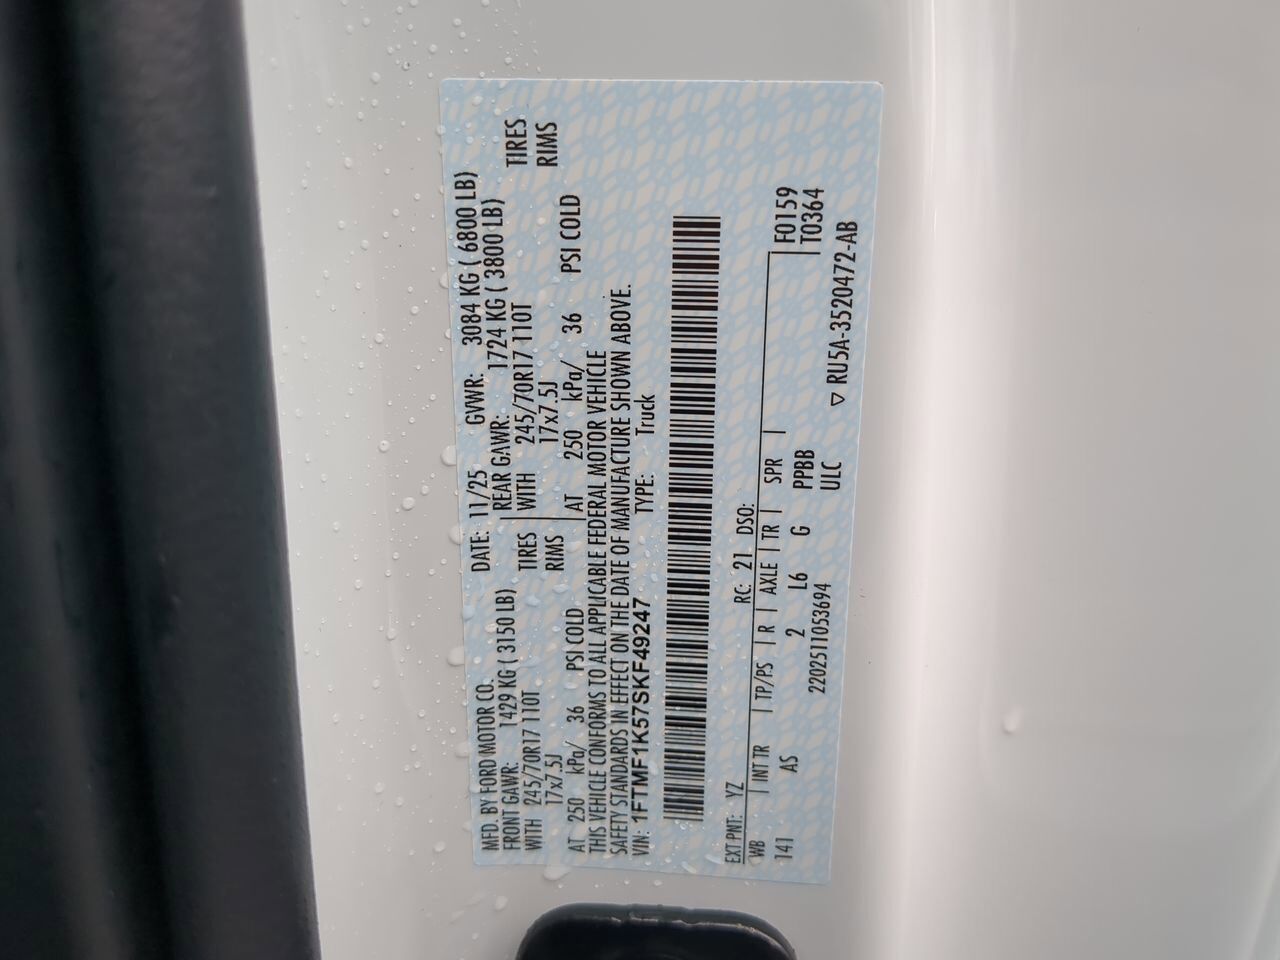 MFD. BY FORD MOTOR CO. DATE: 11/25 GVWR: 3084 KG ( 6800 LB)
FRONT GAWR: 1429 KG ( 3150 LB) REAR GAWR: 1724 KG ( 3800 LB)
WITH 245/70R17 110T TIRES WITH 245/70R17 110T TIRES
17x7.5J RIMS 17x7.5J RIMS
AT 250 kPa/ 36 PSI COLD AT 250 kPa/ 36 PSI COLD
THIS VEHICLE CONFORMS TO ALL APPLICABLE FEDERAL MOTOR VEHICLE
SAFETY STANDARDS IN EFFECT ON THE DATE OF MANUFACTURE SHOWN ABOVE.
VIN: 1FTMF1K57SKF49247 TYPE: Truck
EXT PNT: YZ RC: 21 DSO:
WB INT TR TP/PS R AXLE TR SPR F0159
141 AS 2 L6 G PPBB T0364
2202511053694 ULC
▽ RU5A-3520472-AB